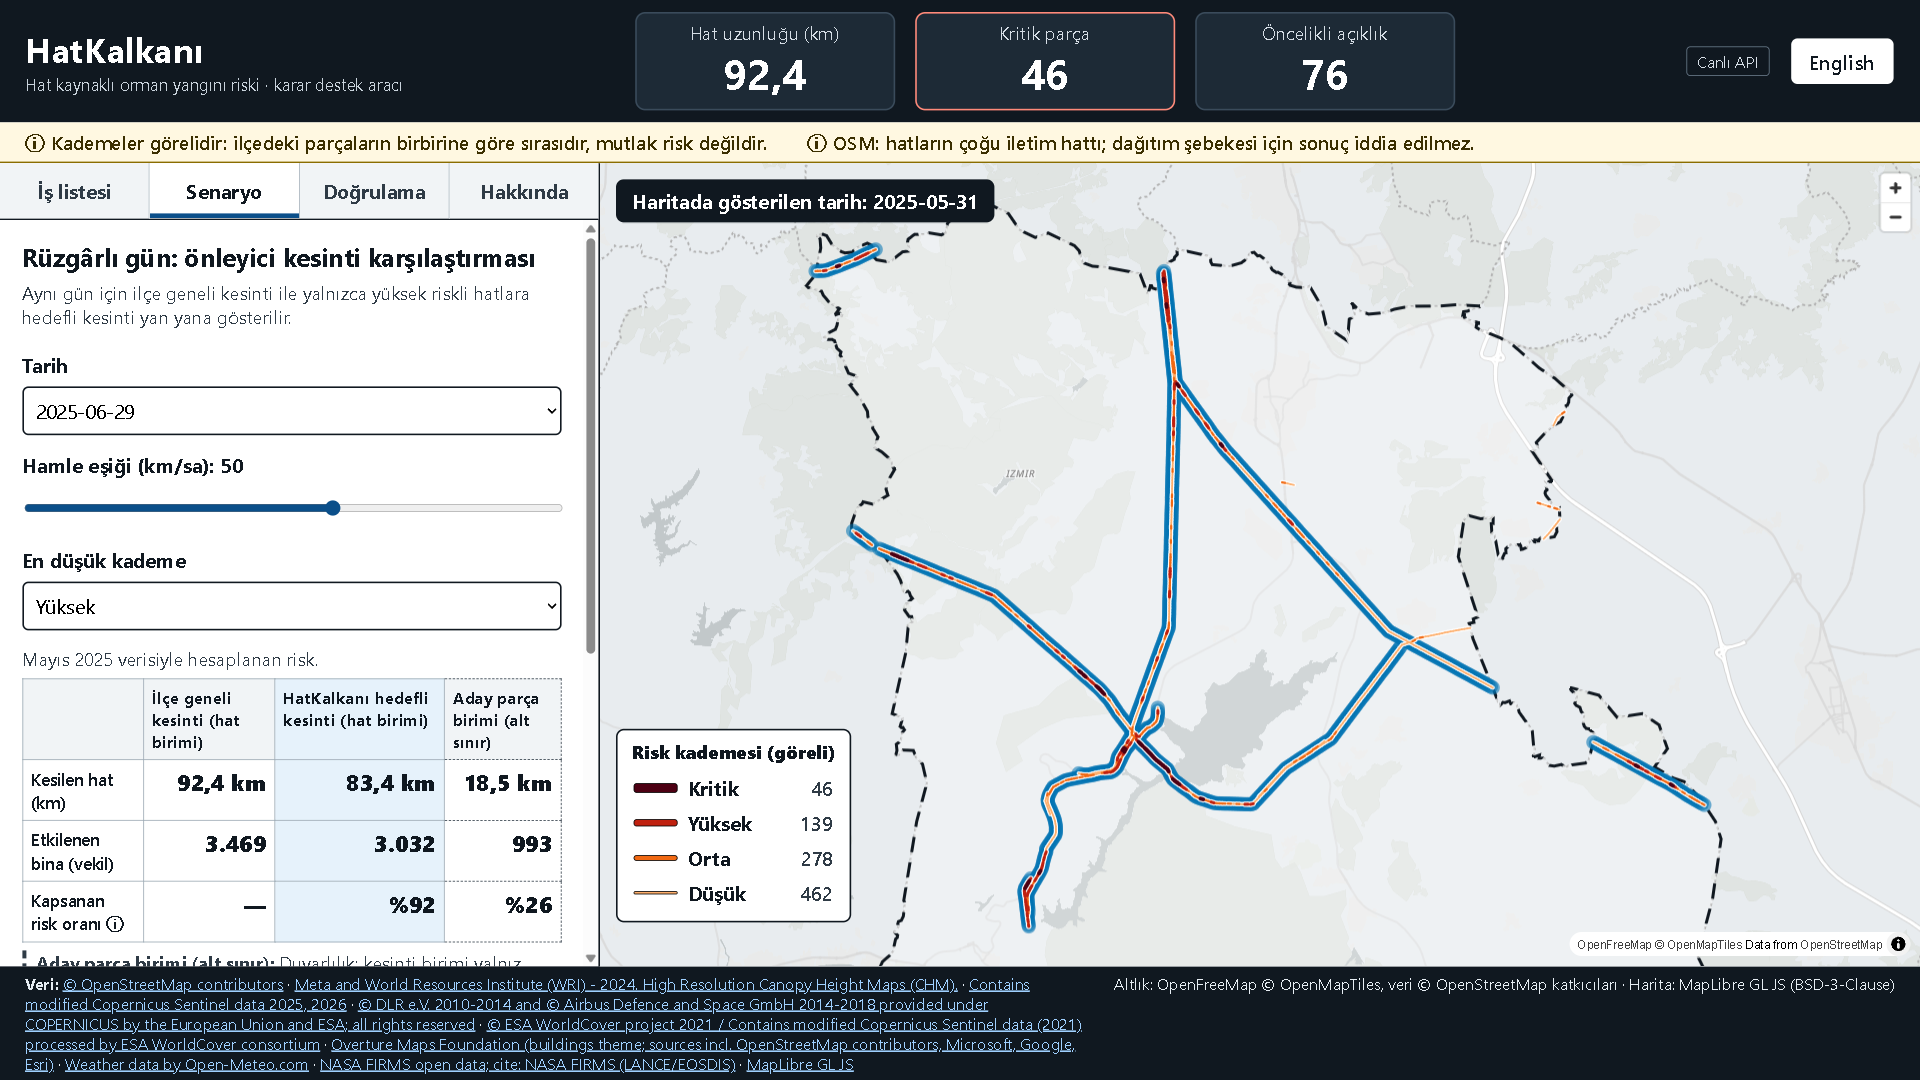 HatKalkanı
Hat kaynaklı orman yangını riski · karar destek aracı
Hat uzunluğu (km)
92,4
Kritik parça
46
Öncelikli açıklık
76
Canlı API
English
ⓘ Kademeler görelidir: ilçedeki parçaların birbirine göre sırasıdır, mutlak risk değildir.
ⓘ OSM: hatların çoğu iletim hattı; dağıtım şebekesi için sonuç iddia edilmez.
İş listesi
Senaryo
Doğrulama
Hakkında
Rüzgârlı gün: önleyici kesinti karşılaştırması
Aynı gün için ilçe geneli kesinti ile yalnızca yüksek riskli hatlara
hedefli kesinti yan yana gösterilir.
Tarih
2025-06-29
Hamle eşiği (km/sa): 50
En düşük kademe
Yüksek
Mayıs 2025 verisiyle hesaplanan risk.
İlçe geneli kesinti (hat birimi)
HatKalkanı hedefli kesinti (hat birimi)
Aday parça birimi (alt sınır)
Kesilen hat (km)
92,4 km
83,4 km
18,5 km
Etkilenen bina (vekil)
3.469
3.032
993
Kapsanan risk oranı ⓘ
—
%92
%26
Aday parça birimi (alt sınır): Duyarlılık: kesinti birimi yalnız
Haritada gösterilen tarih: 2025-05-31
+
−
IZMIR
Risk kademesi (göreli)
Kritik 46
Yüksek 139
Orta 278
Düşük 462
OpenFreeMap © OpenMapTiles Data from OpenStreetMap
Veri: © OpenStreetMap contributors · Meta and World Resources Institute (WRI) - 2024. High Resolution Canopy Height Maps (CHM). · Contains
modified Copernicus Sentinel data 2025, 2026 · © DLR e.V. 2010-2014 and © Airbus Defence and Space GmbH 2014-2018 provided under
COPERNICUS by the European Union and ESA; all rights reserved · © ESA WorldCover project 2021 / Contains modified Copernicus Sentinel data (2021)
processed by ESA WorldCover consortium · Overture Maps Foundation (buildings theme; sources incl. OpenStreetMap contributors, Microsoft, Google,
Esri) · Weather data by Open-Meteo.com · NASA FIRMS open data; cite: NASA FIRMS (LANCE/EOSDIS) · MapLibre GL JS
Altlık: OpenFreeMap © OpenMapTiles, veri © OpenStreetMap katkıcıları · Harita: MapLibre GL JS (BSD-3-Clause)